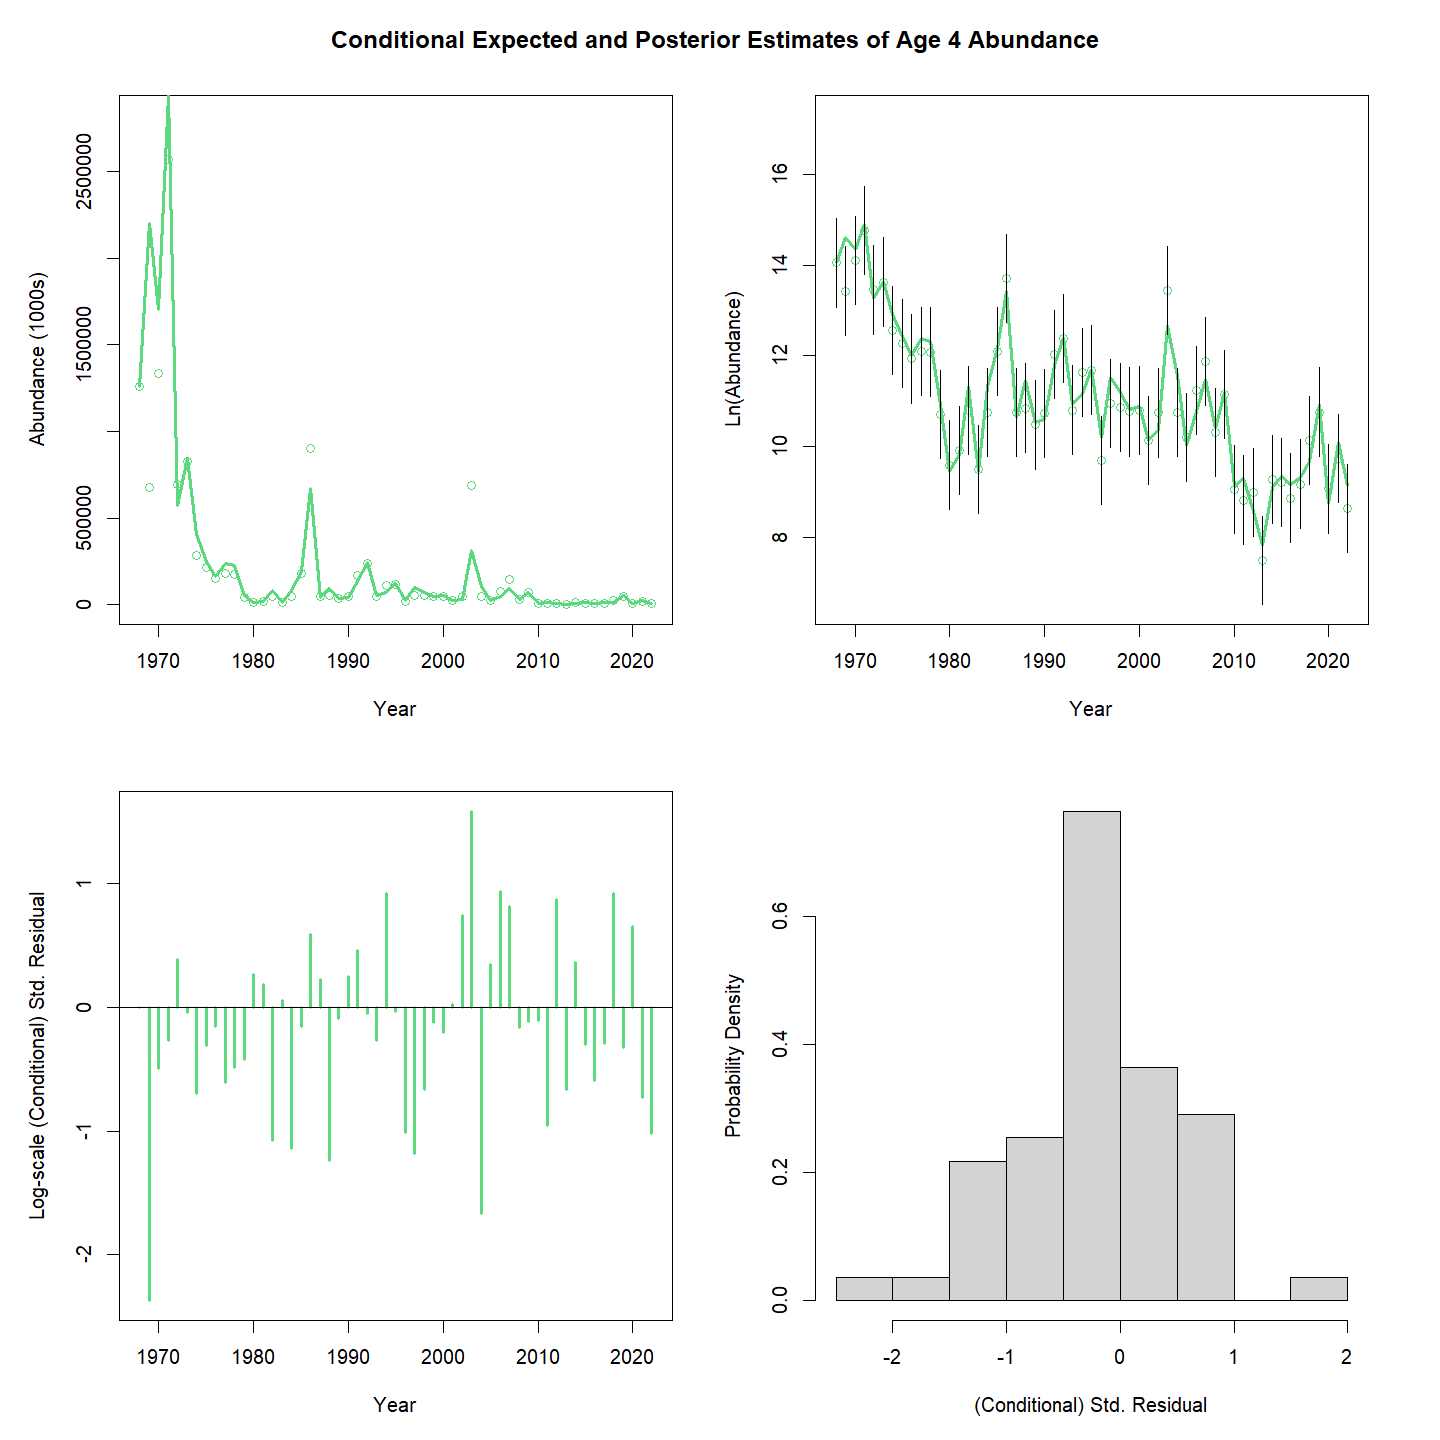 Conditional Expected and Posterior Estimates of Age 4 Abundance
Abundance (1000s)
0
500000
1500000
2500000
1970 1980 1990 2000 2010 2020
Year
Ln(Abundance)
8
10
12
14
16
1970 1980 1990 2000 2010 2020
Year
Log-scale (Conditional) Std. Residual
-2
-1
0
1
1970 1980 1990 2000 2010 2020
Year
Probability Density
0.0
0.2
0.4
0.6
-2 -1 0 1 2
(Conditional) Std. Residual